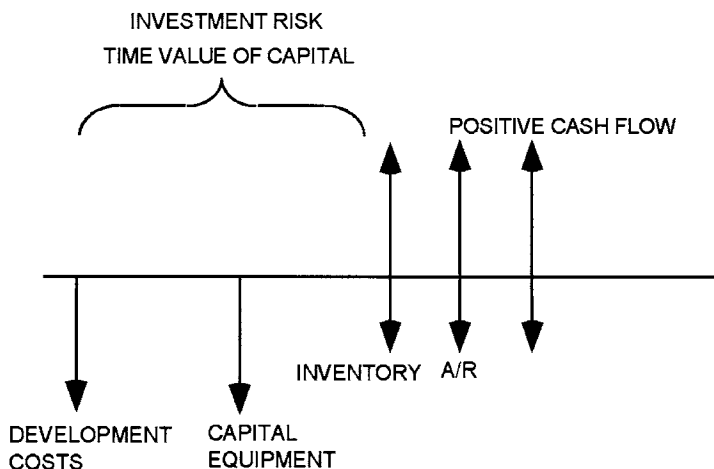 INVESTMENT RISK
TIME VALUE OF CAPITAL
POSITIVE CASH FLOW
INVENTORY
A/R
DEVELOPMENT
COSTS
CAPITAL
EQUIPMENT